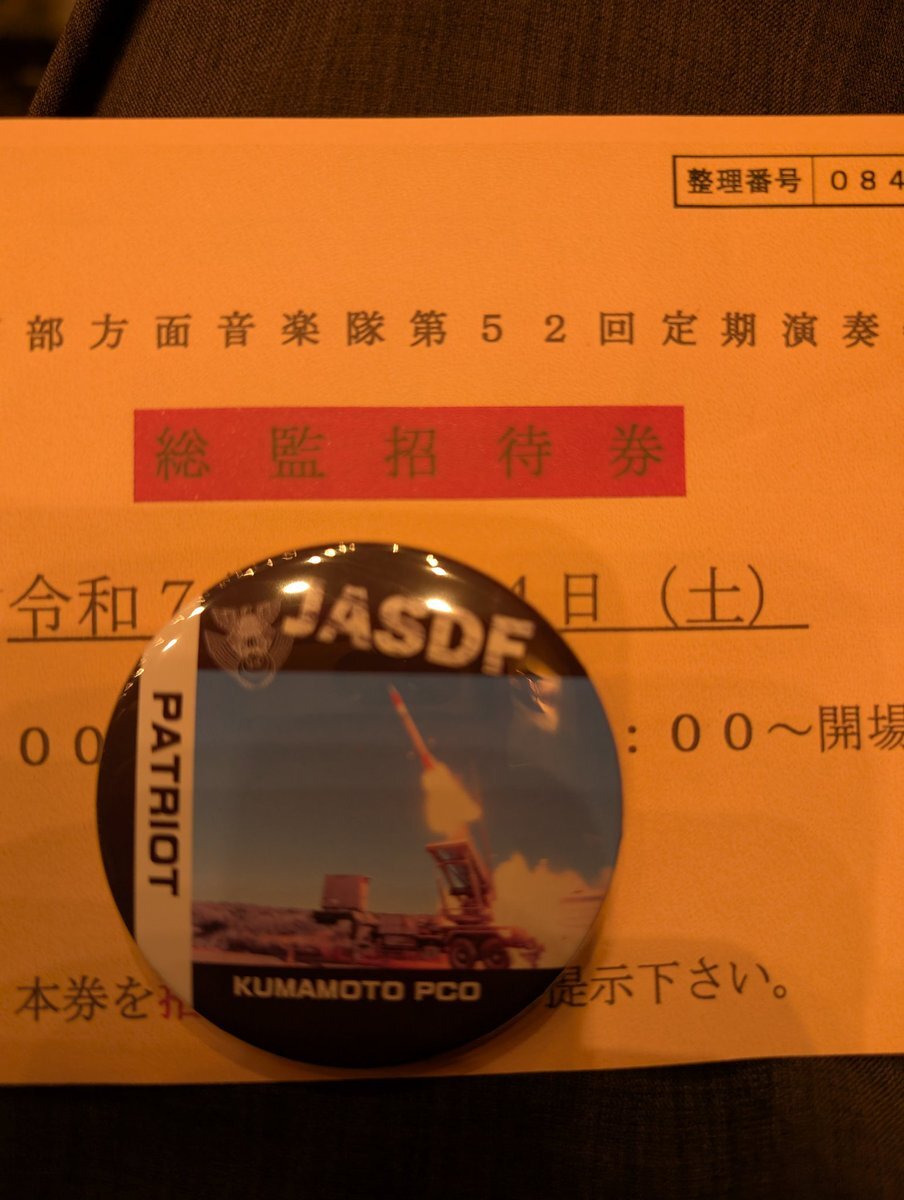 整理番号 084
部方面音楽隊第52回定期演奏
総監招待券
令和7 4日(土)
00 :00~開場
本券を 提示下さい。
JASDF
PATRIOT
KUMAMOTO PCO